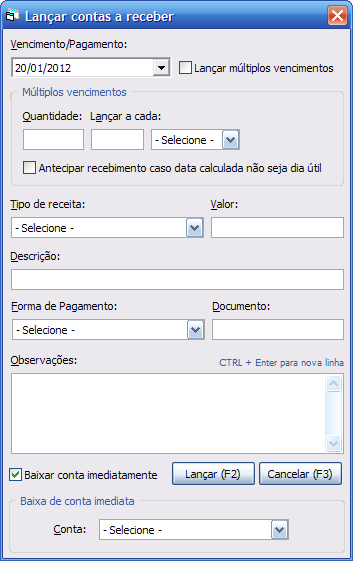 Lançar contas a receber
Vencimento/Pagamento:
20/01/2012 Lançar múltiplos vencimentos
Múltiplos vencimentos
Quantidade: Lançar a cada:
- Selecione -
Antecipar recebimento caso data calculada não seja dia útil
Tipo de receita: Valor:
- Selecione -
Descrição:
Forma de Pagamento: Documento:
- Selecione -
Observações: CTRL + Enter para nova linha
Baixar conta imediatamente Lançar (F2) Cancelar (F3)
Baixa de conta imediata
Conta: - Selecione -